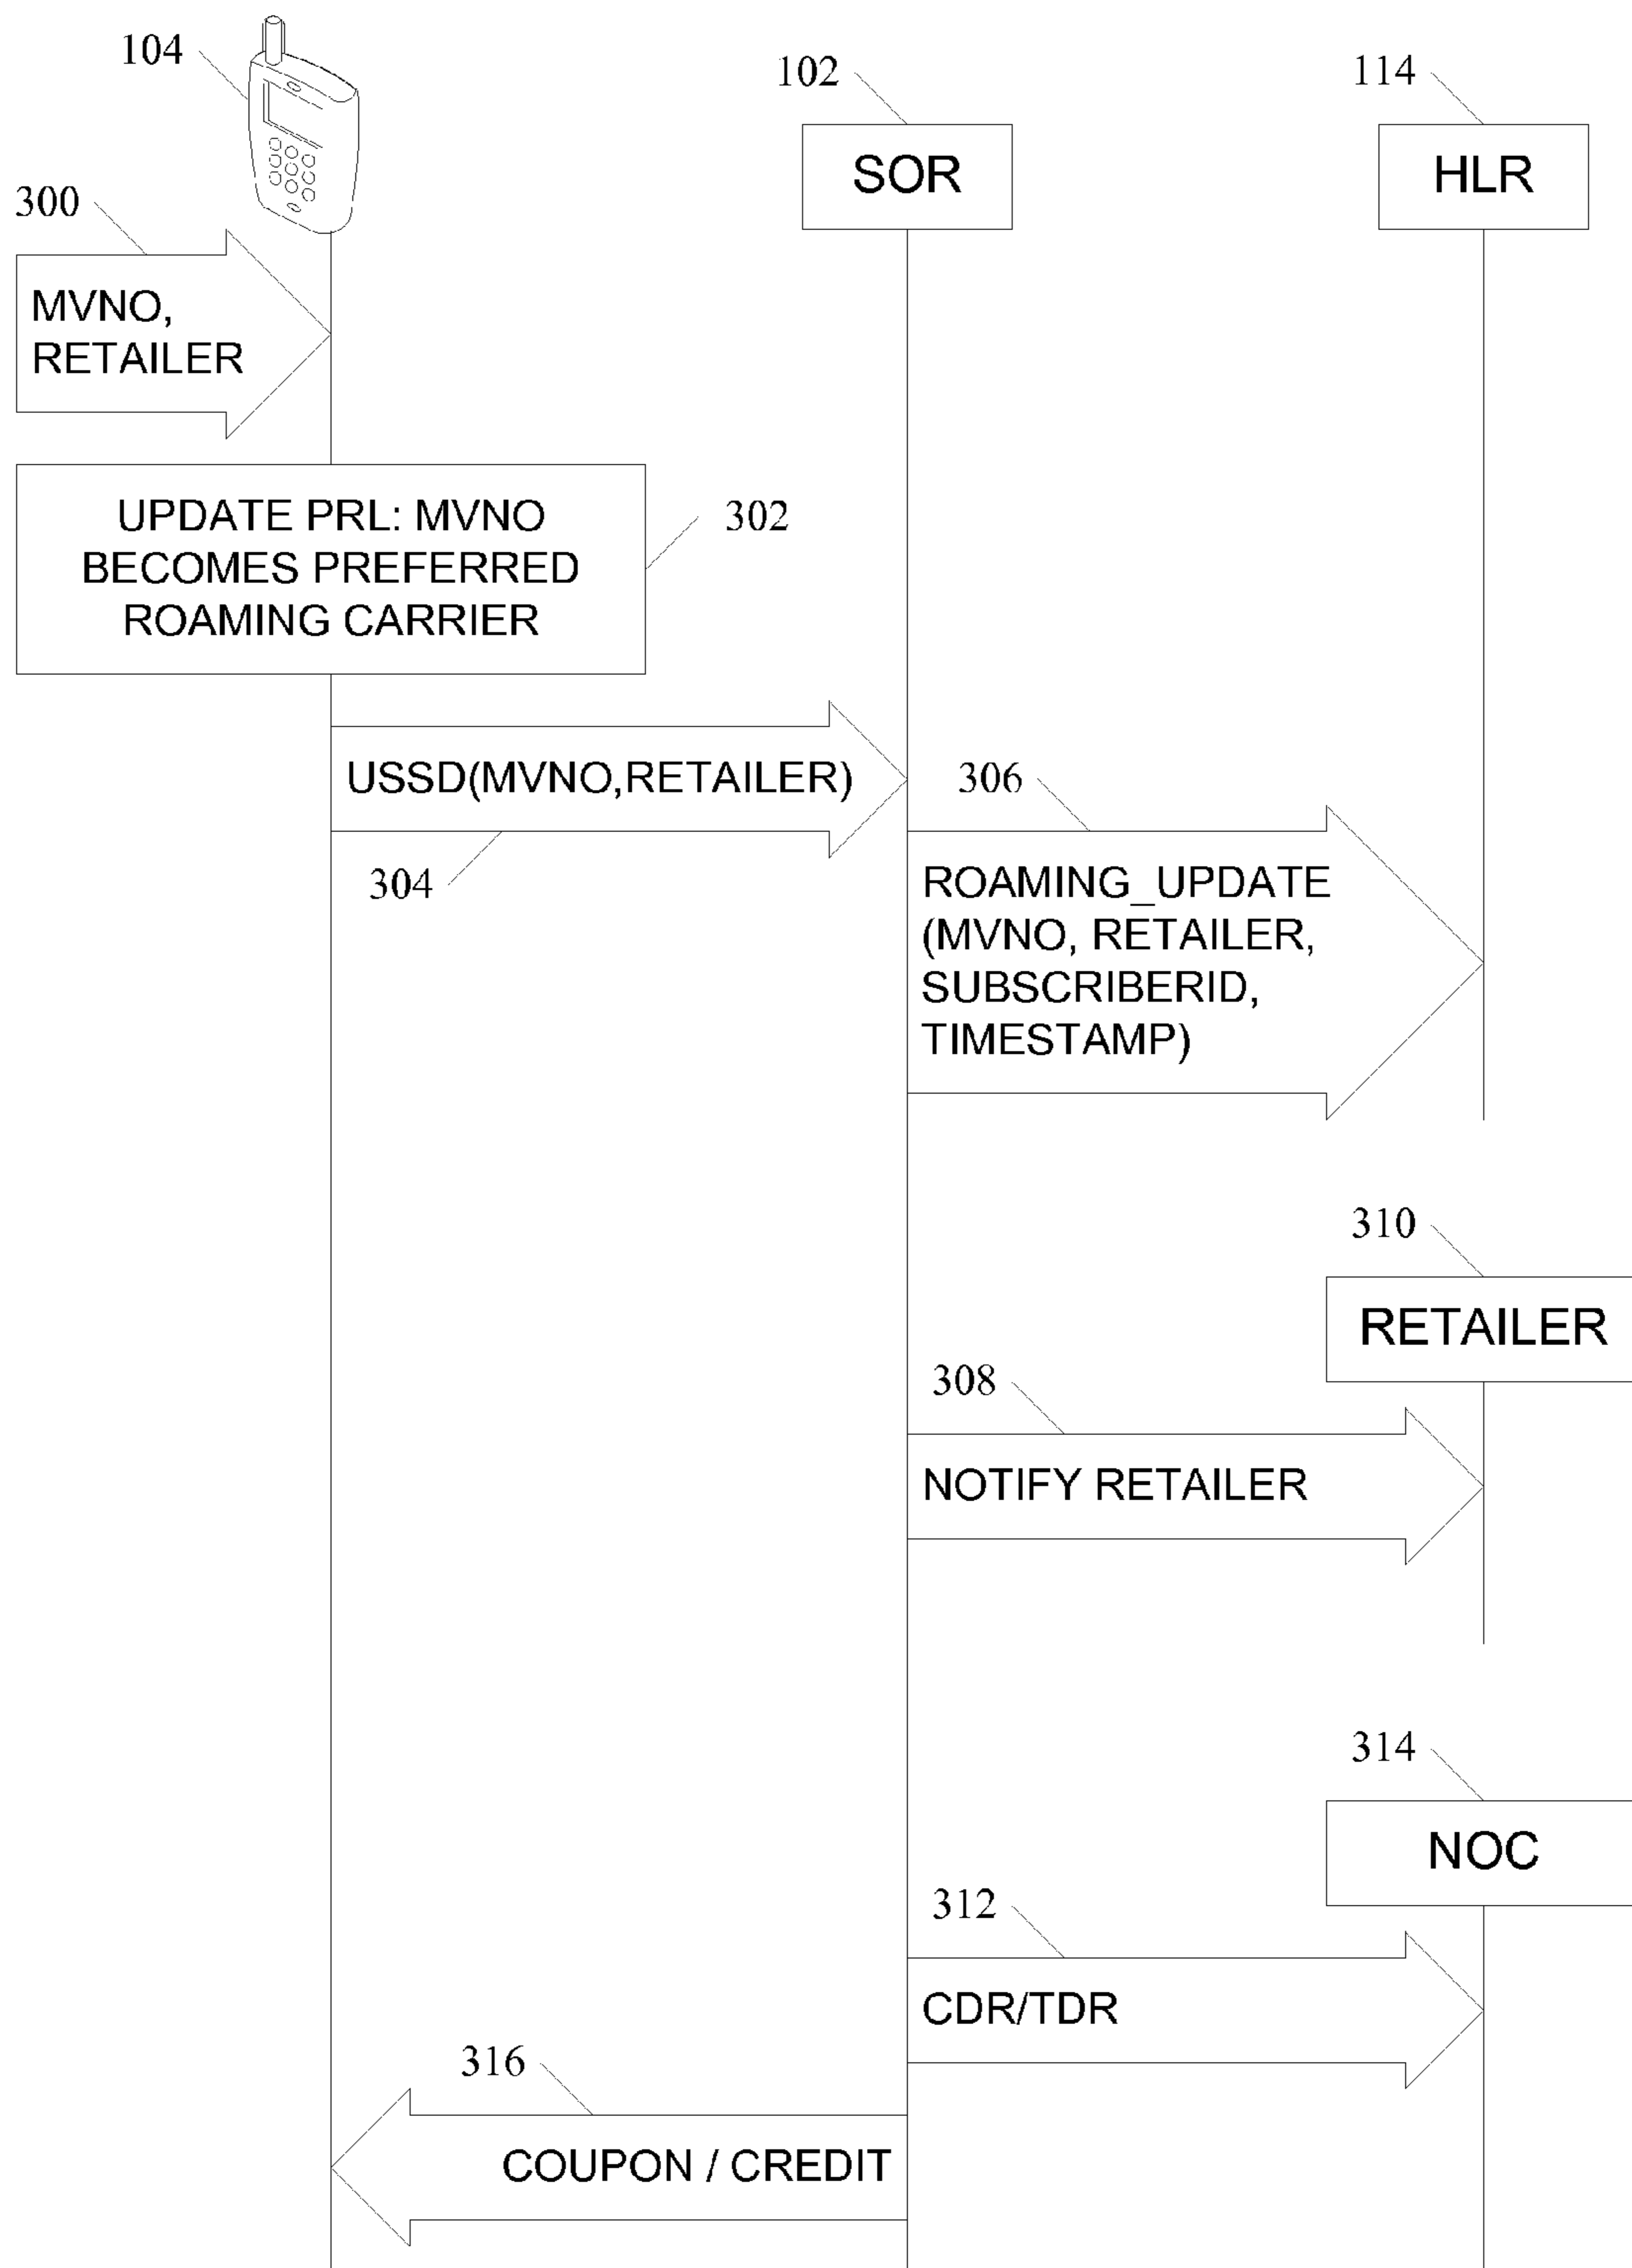 104
102
114
SOR
HLR
300
MVNO,
RETAILER
UPDATE PRL: MVNO
BECOMES PREFERRED
ROAMING CARRIER
302
USSD(MVNO,RETAILER)
304
306
ROAMING_UPDATE
(MVNO, RETAILER,
SUBSCRIBERID,
TIMESTAMP)
310
RETAILER
308
NOTIFY RETAILER
314
NOC
312
CDR/TDR
316
COUPON / CREDIT